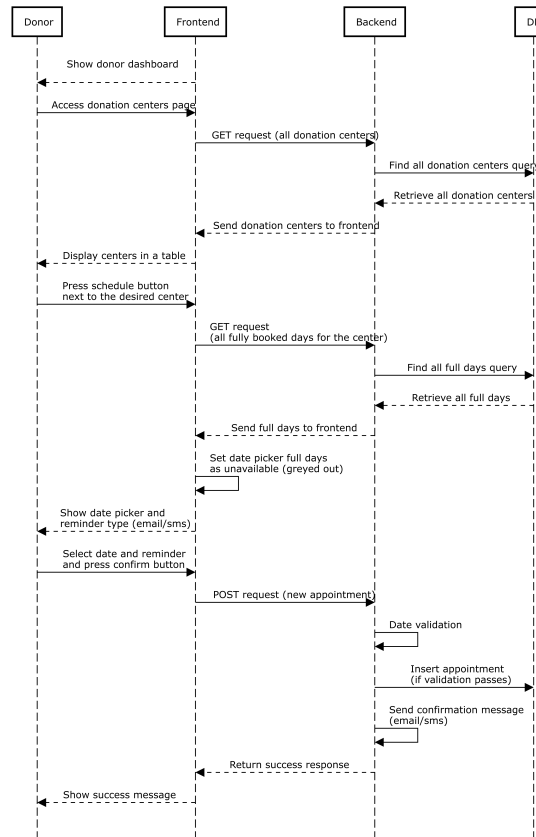 Donor
Frontend
Backend
Show donor dashboard
Access donation centers page
GET request (all donation centers)
Find all donation centers query
Retrieve all donation centers
Send donation centers to frontend
Display centers in a table
Press schedule button
next to the desired center
GET request
(all fully booked days for the center)
Find all full days query
Retrieve all full days
Send full days to frontend
Set date picker full days
as unavailable (greyed out)
Show date picker and
reminder type (email/sms)
Select date and reminder
and press confirm button
POST request (new appointment)
Date validation
Insert appointment
(if validation passes)
Send confirmation message
(email/sms)
Return success response
Show success message